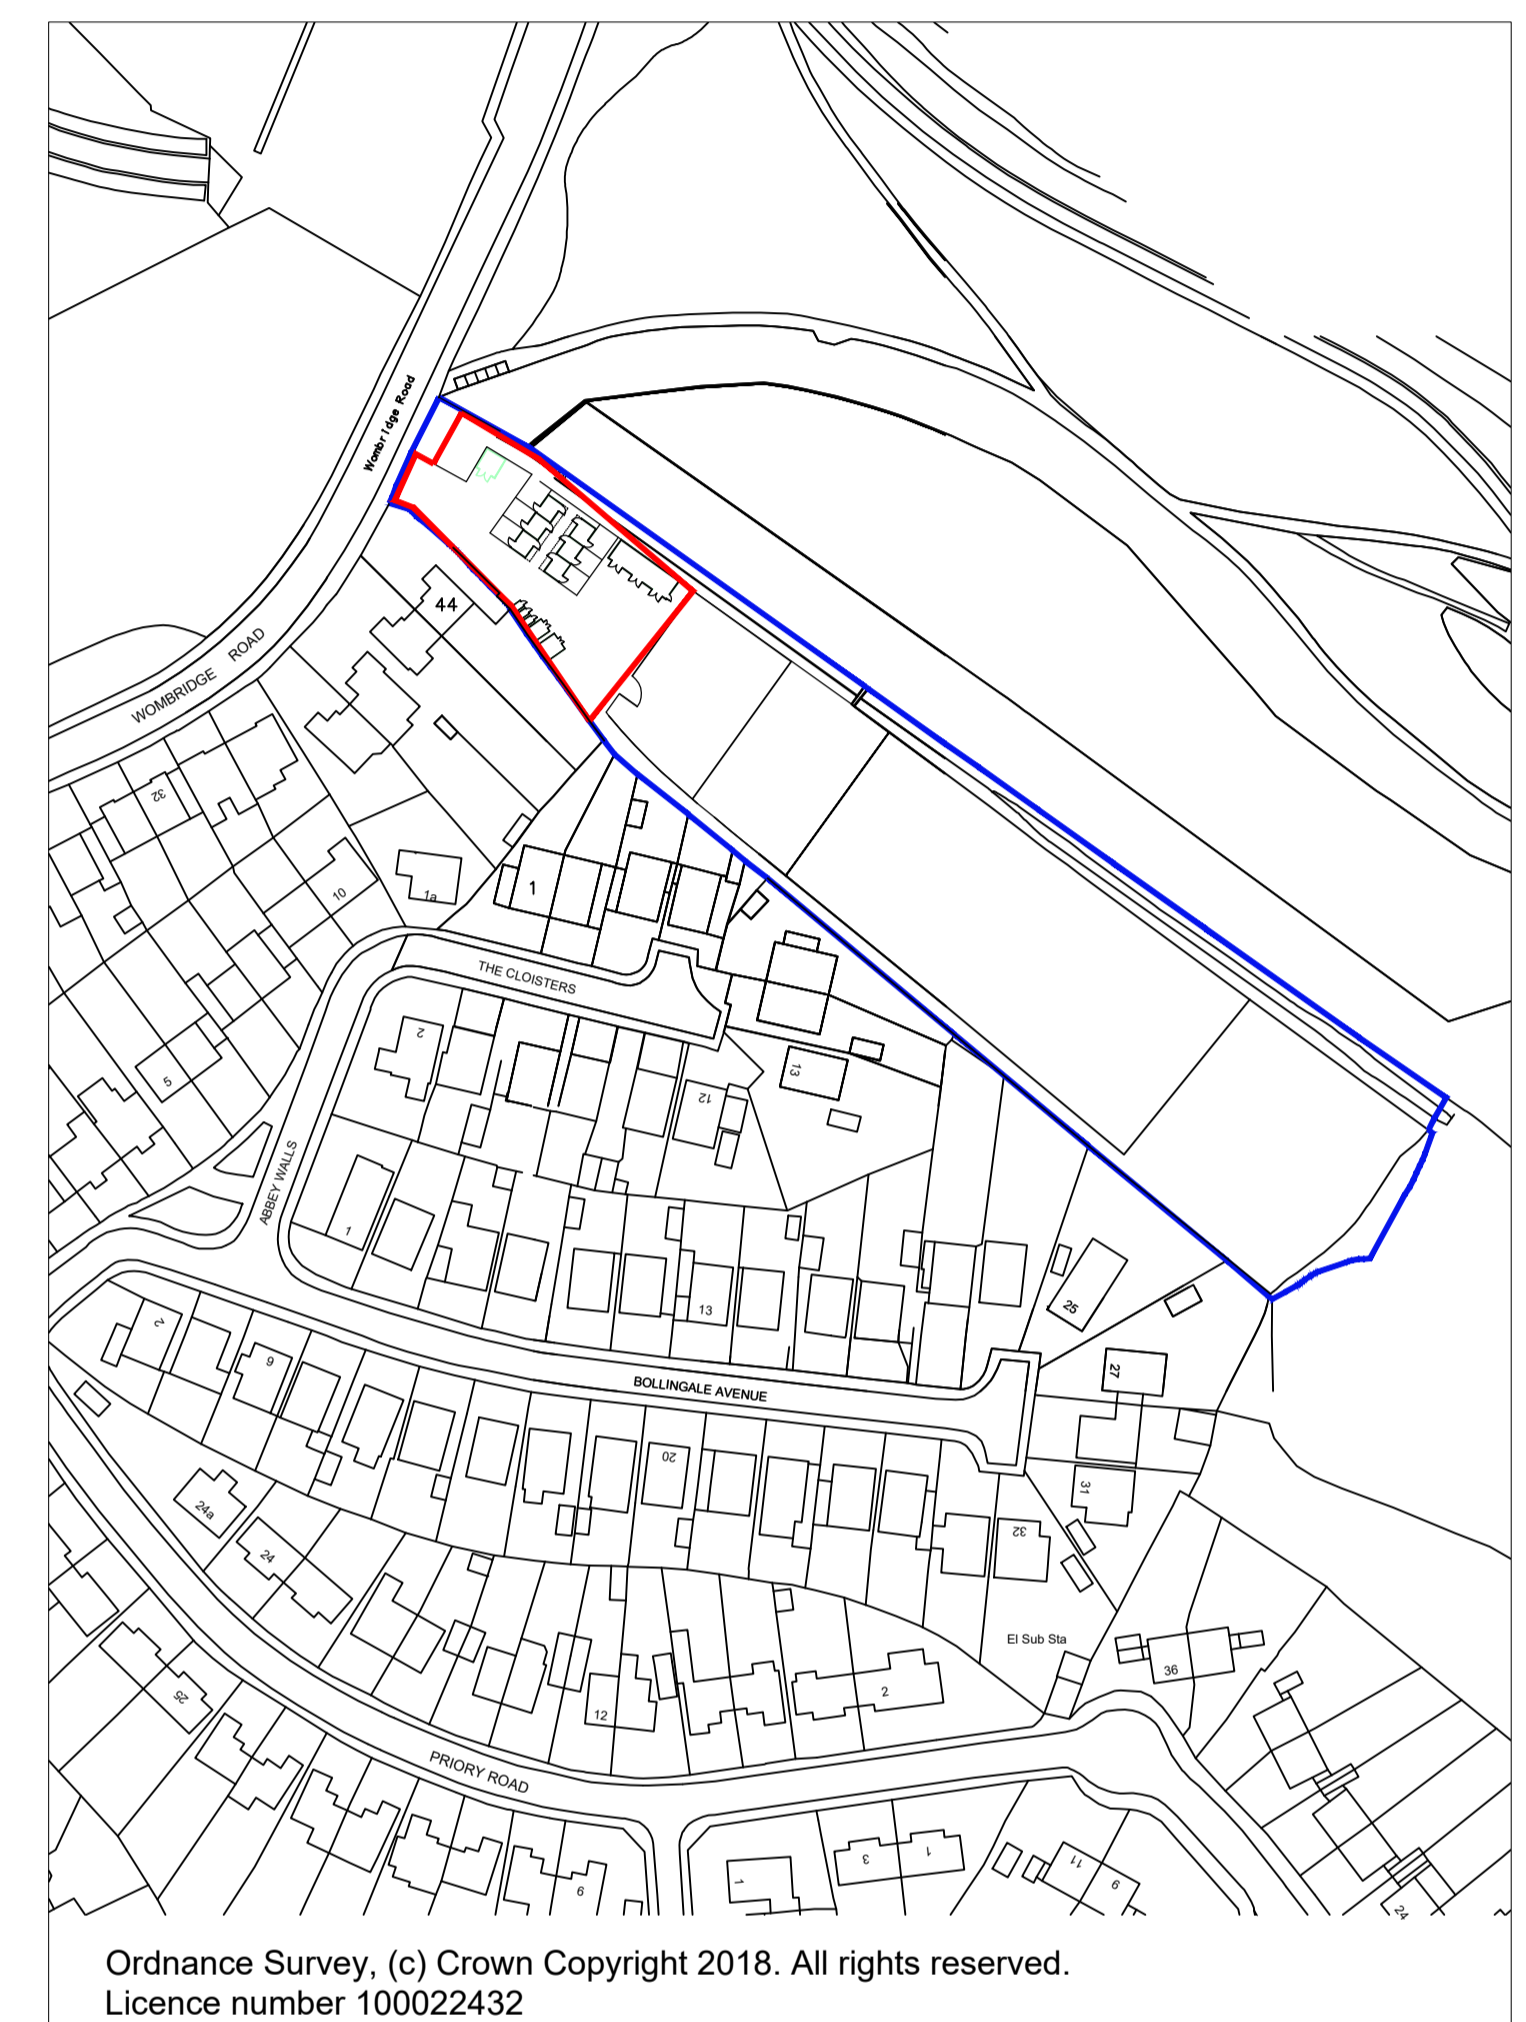 Wombridge Road
44
WOMBRIDGE ROAD
32
10
1a
1
THE CLOISTERS
2
5
12
13
ABBEY WALLS
1
13
25
27
2
9
BOLLINGALE AVENUE
20
31
32
24a
24
El Sub Sta
36
25
12
2
PRIORY ROAD
3
1
1
11
9
9
24
Ordnance Survey, (c) Crown Copyright 2018. All rights reserved.
Licence number 100022432